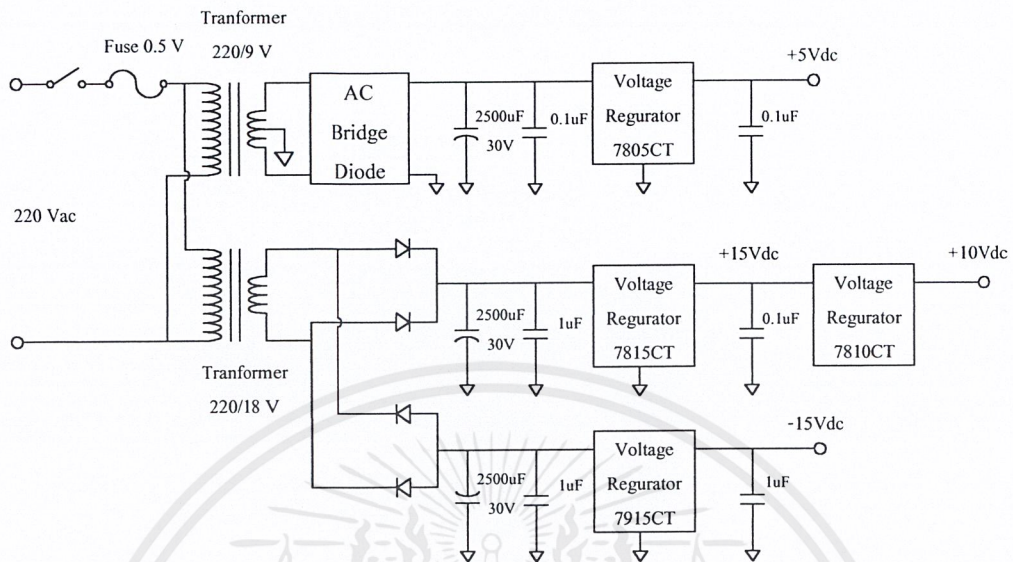 Tranformer
220/9 V
Fuse 0.5 V
AC
Bridge
Diode
2500uF
30V
0.1uF
Voltage
Regurator
7805CT
+5Vdc
0.1uF
220 Vac
Tranformer
220/18 V
2500uF
30V
1uF
Voltage
Regurator
7815CT
+15Vdc
0.1uF
Voltage
Regurator
7810CT
+10Vdc
2500uF
30V
1uF
Voltage
Regurator
7915CT
-15Vdc
1uF